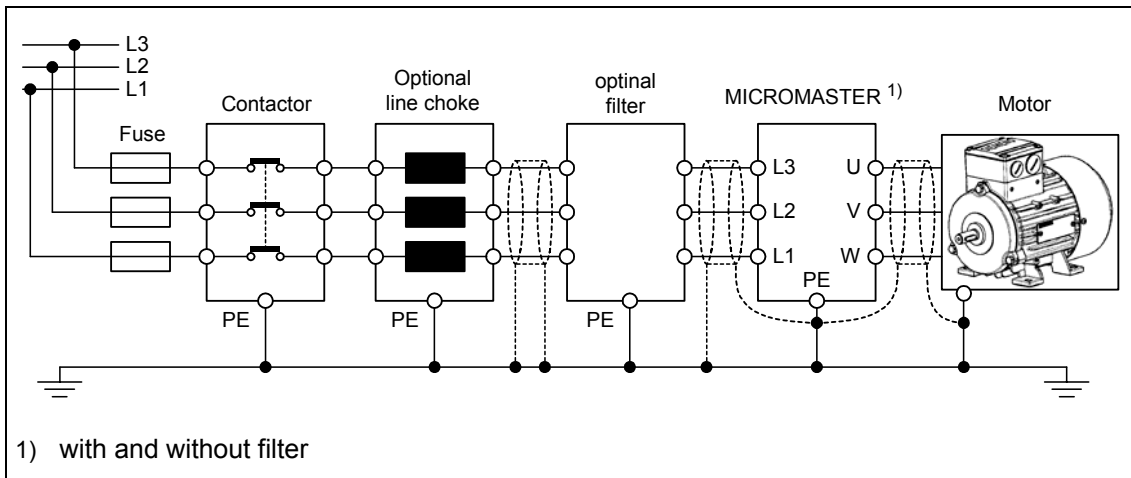 L3
L2
L1
Fuse
Contactor
Optional
line choke
optinal
filter
MICROMASTER 1)
Motor
L3
U
L2
V
L1
W
PE
PE
PE
PE
1) with and without filter